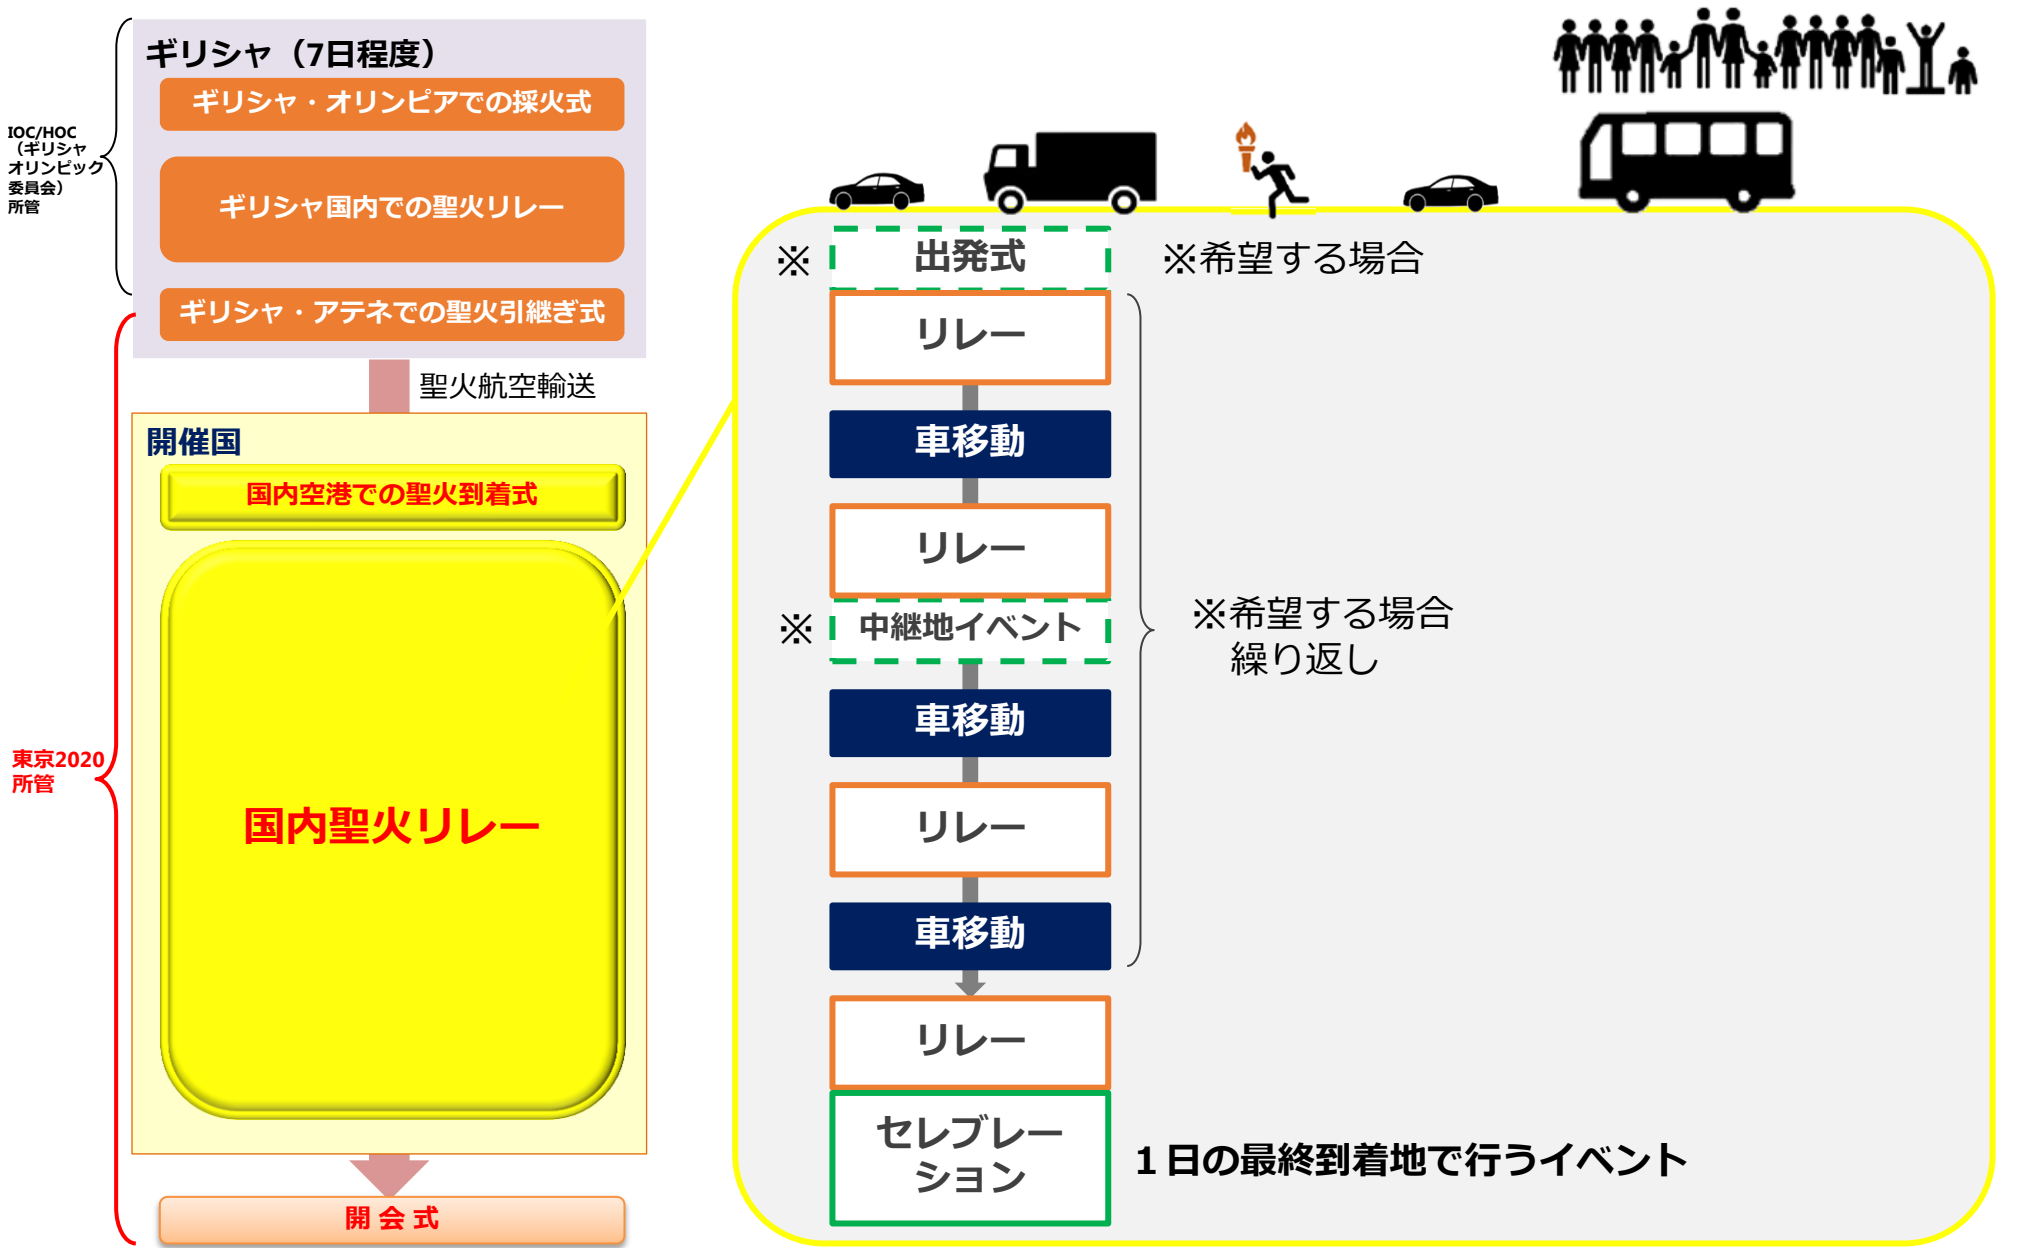 ギリシャ（7日程度）
ギリシャ・オリンピアでの採火式
IOC/HOC
（ギリシャ
オリンピック
委員会）
所管
ギリシャ国内での聖火リレー
ギリシャ・アテネでの聖火引継ぎ式
聖火航空輸送
開催国
国内空港での聖火到着式
東京2020
所管
国内聖火リレー
開 会 式
※
出発式
※希望する場合
リレー
車移動
リレー
※
中継地イベント
※希望する場合
繰り返し
車移動
リレー
車移動
リレー
セレブレー
ション
１日の最終到着地で行うイベント